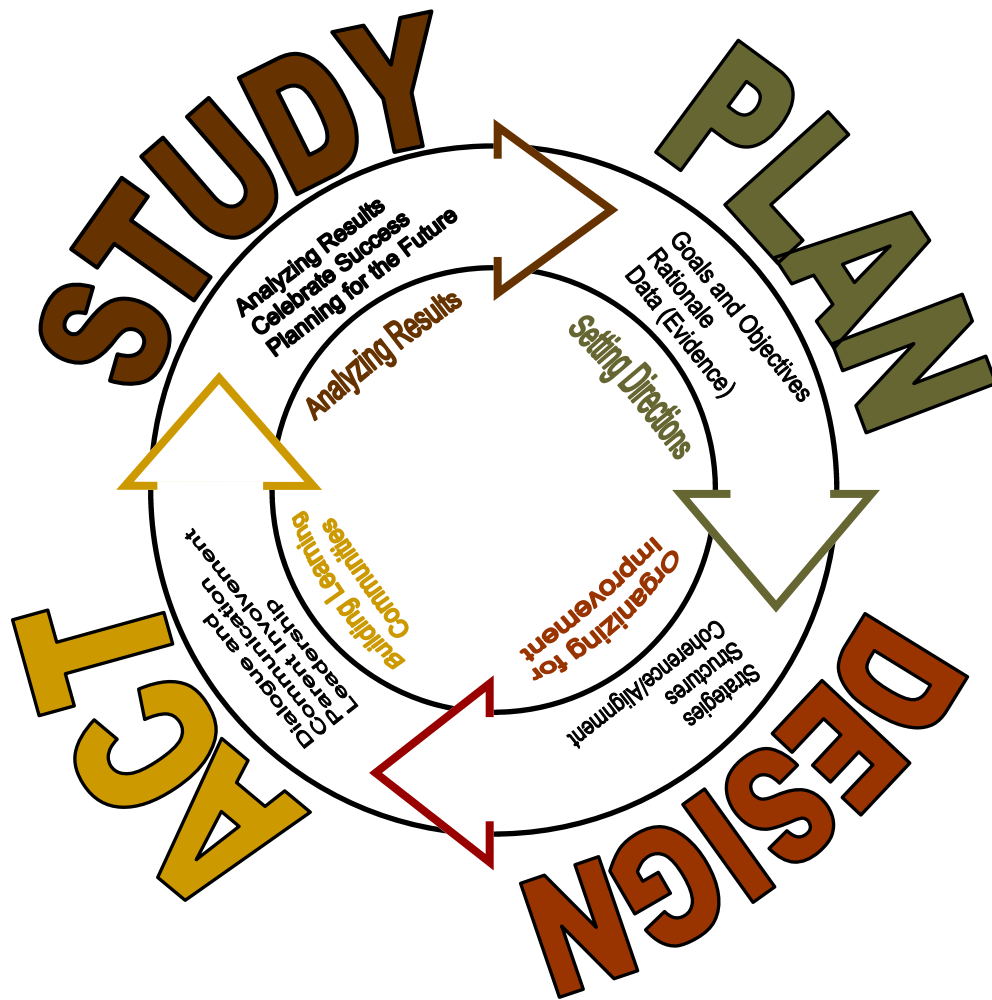 STUDY
Analyzing Results
Celebrate Success
Planning for the Future
Analyzing Results
PLAN
Goals and Objectives
Rationale
Data (Evidence)
Setting Directions
DESIGN
Strategies
Structures
Coherence/Alignment
Organizing for
Improvement
ACT
Dialogue and
Communication
Parent Involvement
Leadership
Building Learning
Communities